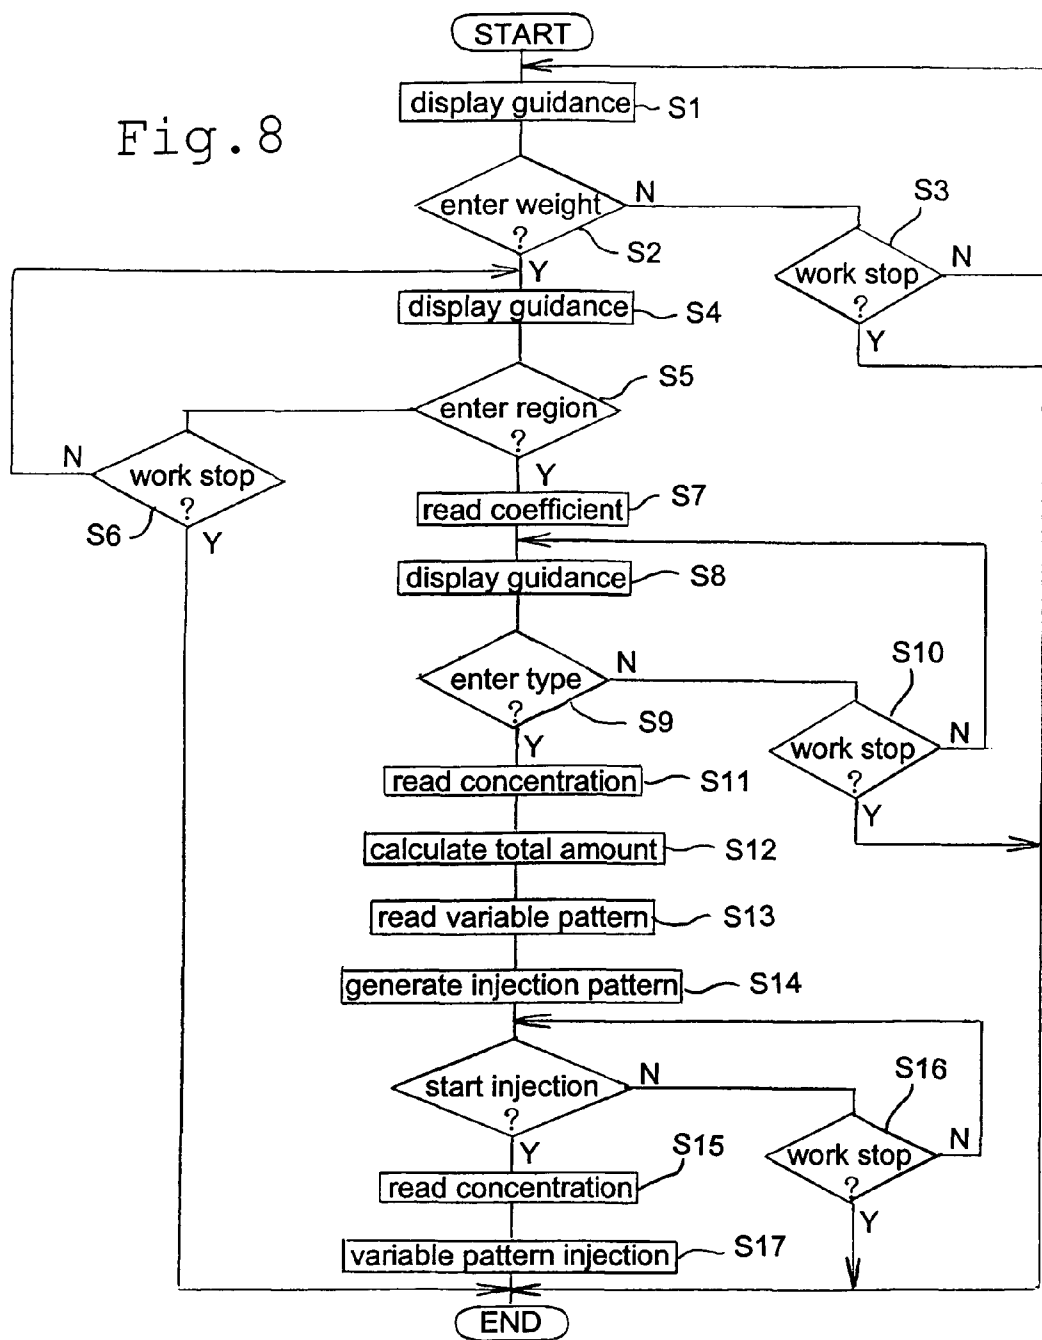 START
display guidance S1
Fig.8
enter weight
?
N
S2
Y
S3
work stop
?
N
Y
display guidance S4
S5
enter region
?
Y
N
work stop
?
S6
Y
read coefficient S7
display guidance S8
enter type
?
N
S9
Y
S10
work stop
?
N
Y
read concentration S11
calculate total amount S12
read variable pattern S13
generate injection pattern S14
start injection
?
N
Y
S16
work stop
?
N
Y
S15
read concentration
variable pattern injection S17
END